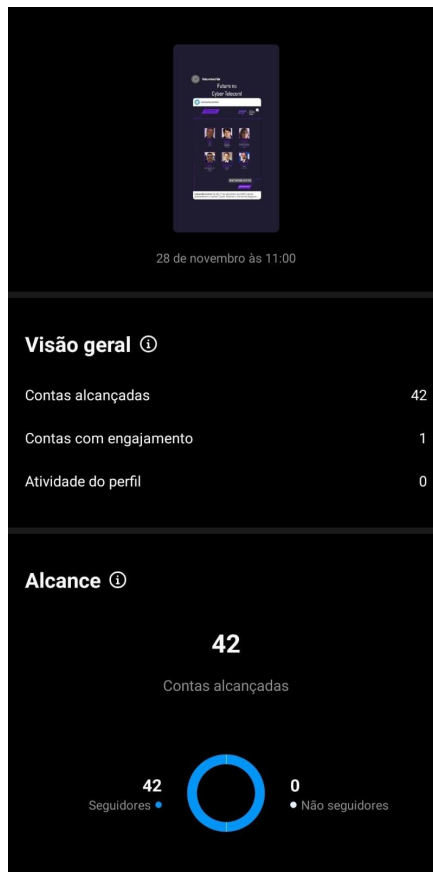 Futuro no
Cyber Telecom!
28 de novembro às 11:00
Visão geral
Contas alcançadas 42
Contas com engajamento 1
Atividade do perfil 0
Alcance
42
Contas alcançadas
42 0
Seguidores Não seguidores